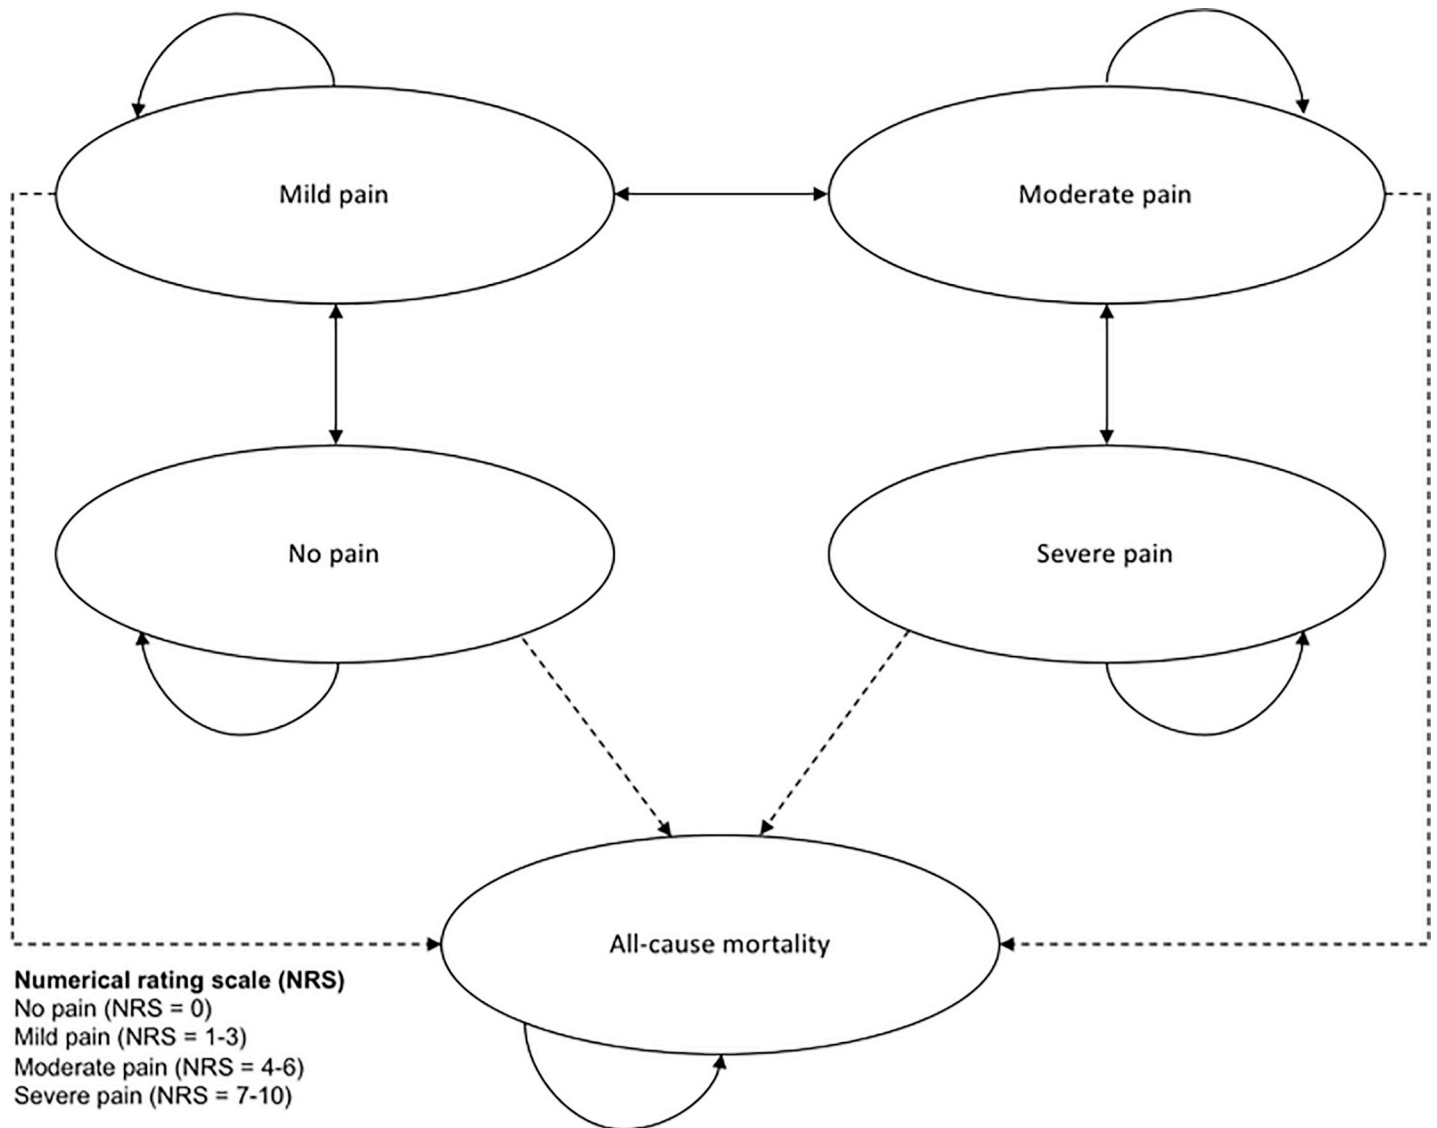 Mild pain
Moderate pain
No pain
Severe pain
All-cause mortality
Numerical rating scale (NRS)
No pain (NRS = 0)
Mild pain (NRS = 1-3)
Moderate pain (NRS = 4-6)
Severe pain (NRS = 7-10)